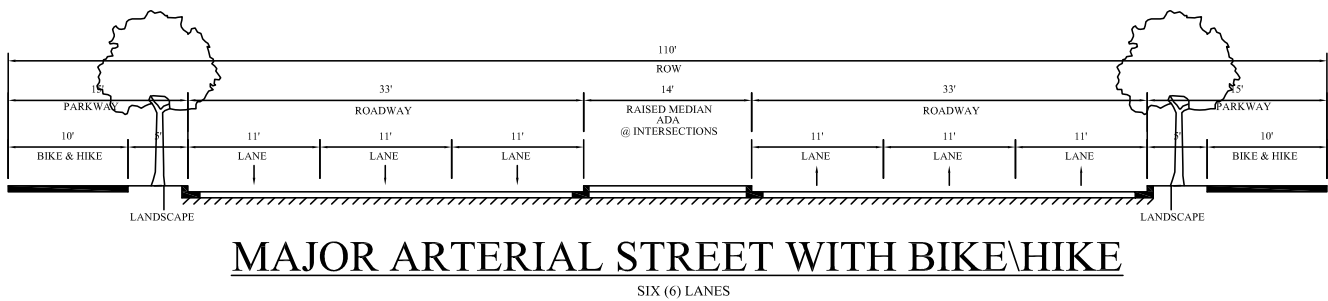 110'
ROW
15' 33' 14' 33' 15'
PARKWAY ROADWAY RAISED MEDIAN ROADWAY PARKWAY
ADA
@ INTERSECTIONS
10' 5' 11' 11' 11' 11' 11' 11' 5' 10'
BIKE & HIKE LANE LANE LANE LANE LANE LANE BIKE & HIKE
LANDSCAPE LANDSCAPE
MAJOR ARTERIAL STREET WITH BIKE\HIKE
SIX (6) LANES